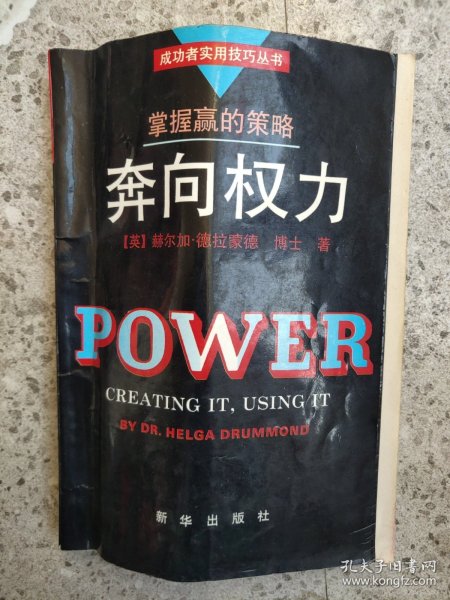 成功者实用技巧丛书
掌握赢的策略
奔向权力
【英】赫尔加·德拉蒙德 博士 著
POWER
CREATING IT, USING IT
BY DR. HELGA DRUMMOND
新华出版社
孔夫子旧书网
www.kongfz.com